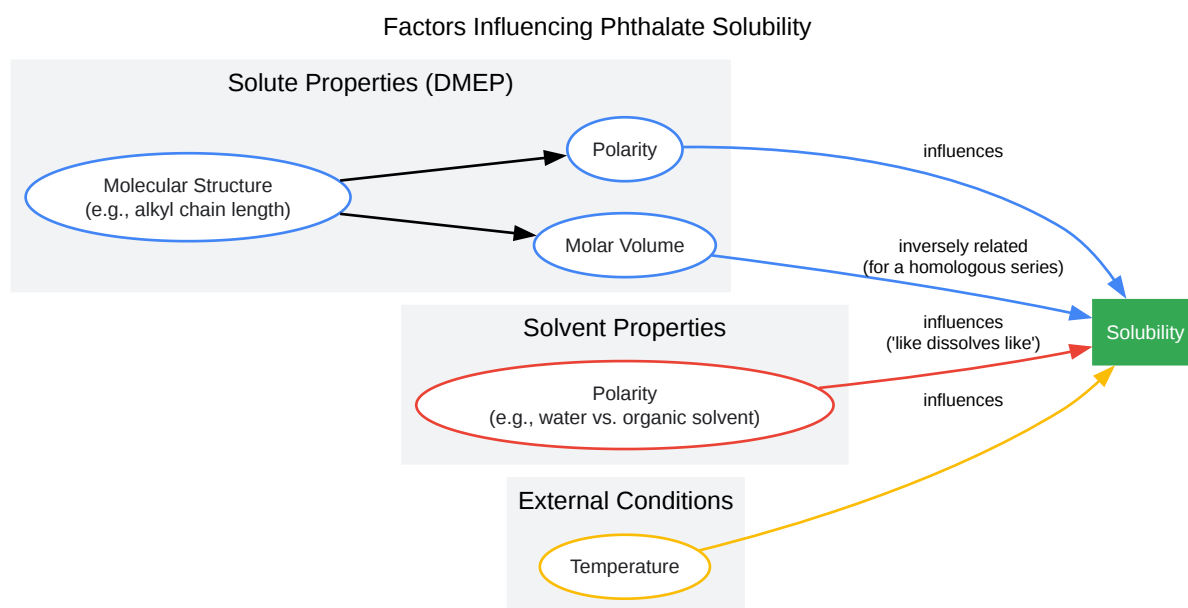 Factors Influencing Phthalate Solubility
Solute Properties (DMEP)
Molecular Structure
(e.g., alkyl chain length)
Polarity
Molar Volume
influences
inversely related
(for a homologous series)
Solvent Properties
Polarity
(e.g., water vs. organic solvent)
influences
('like dissolves like')
Solubility
External Conditions
Temperature
influences